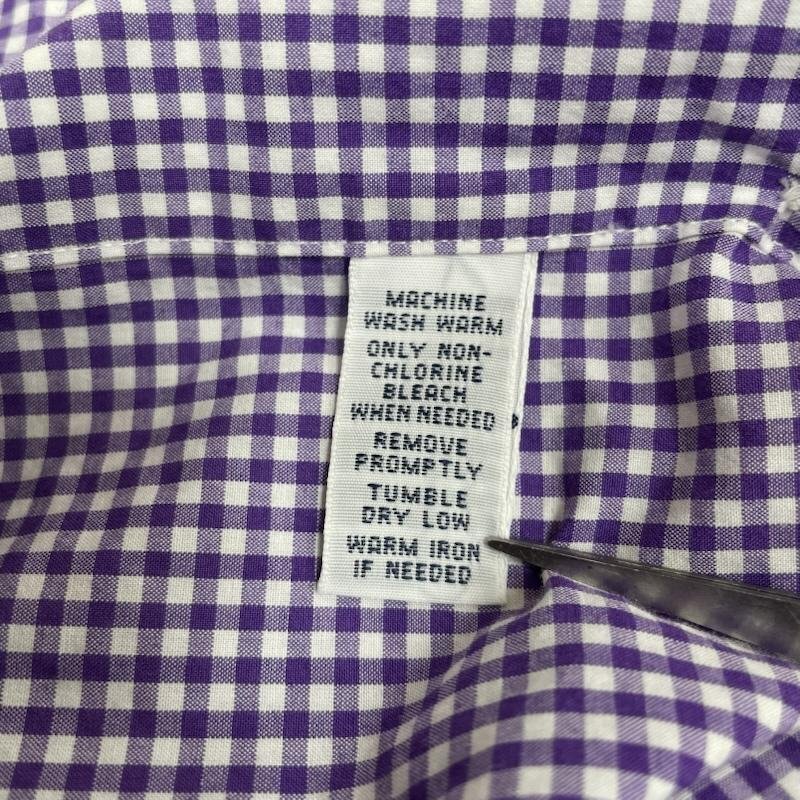 MACHINE
WASH WARM
ONLY NON-
CHLORINE
BLEACH
WHEN NEEDED
REMOVE
PROMPTLY
TUMBLE
DRY LOW
WARM IRON
IF NEEDED